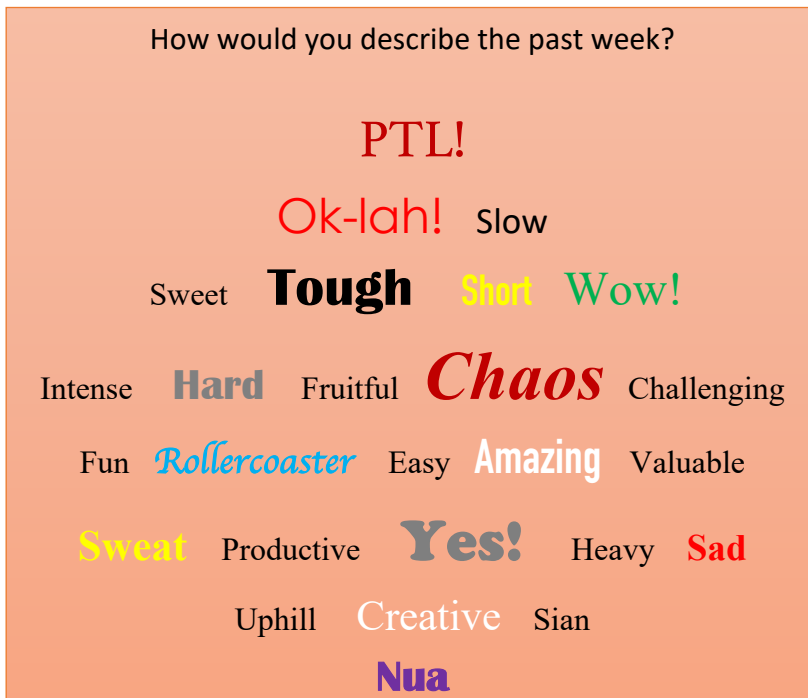 How would you describe the past week?
PTL!
Ok-lah! Slow
Sweet Tough Short Wow!
Intense Hard Fruitful Chaos Challenging
Fun Rollercoaster Easy Amazing Valuable
Sweat Productive Yes! Heavy Sad
Uphill Creative Sian
Nua